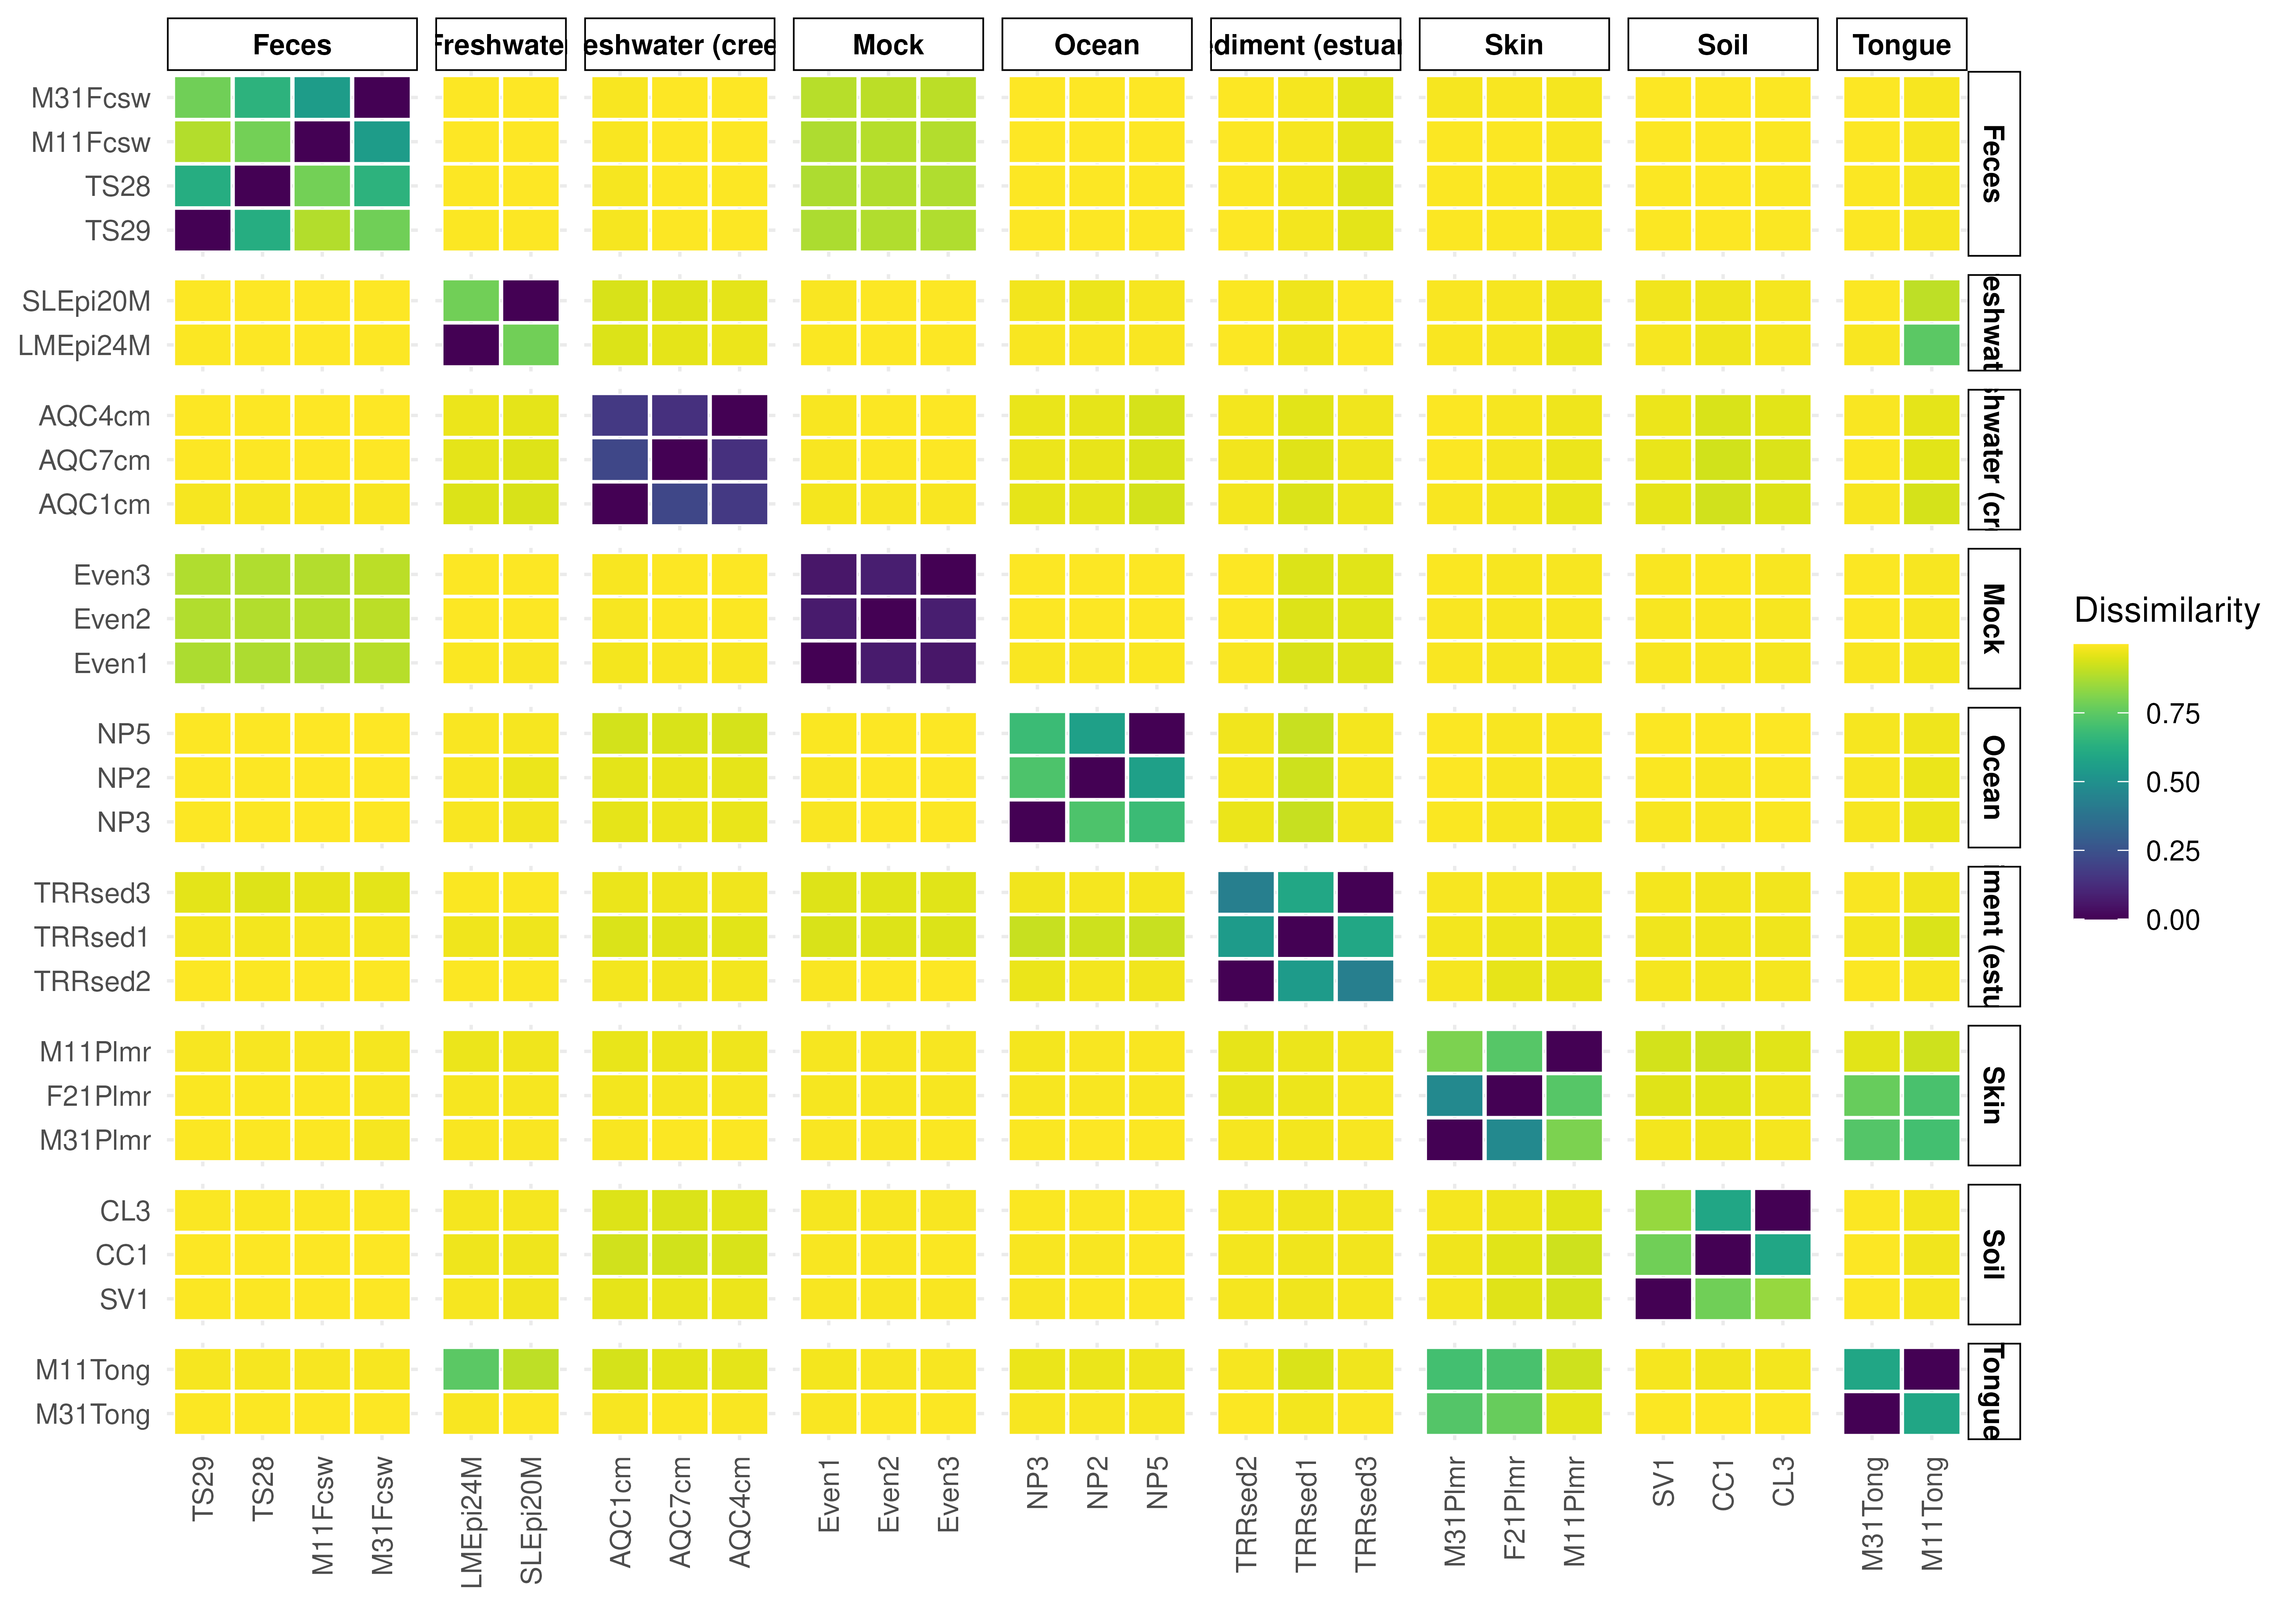 Feces
Freshwater
eshwater (cree
Mock
Ocean
diment (estuar
Skin
Soil
Tongue
M31Fcsw
M11Fcsw
TS28
TS29
Feces
SLEpi20M
LMEpi24M
eshwat
AQC4cm
AQC7cm
AQC1cm
shwater (cr
Even3
Even2
Even1
Mock
NP5
NP2
NP3
Ocean
TRRsed3
TRRsed1
TRRsed2
ment (estu
M11Plmr
F21Plmr
M31Plmr
Skin
CL3
CC1
SV1
Soil
M11Tong
M31Tong
Tongue
Dissimilarity
0.75
0.50
0.25
0.00
TS29
TS28
M11Fcsw
M31Fcsw
LMEpi24M
SLEpi20M
AQC1cm
AQC7cm
AQC4cm
Even1
Even2
Even3
NP3
NP2
NP5
TRRsed2
TRRsed1
TRRsed3
M31Plmr
F21Plmr
M11Plmr
SV1
CC1
CL3
M31Tong
M11Tong